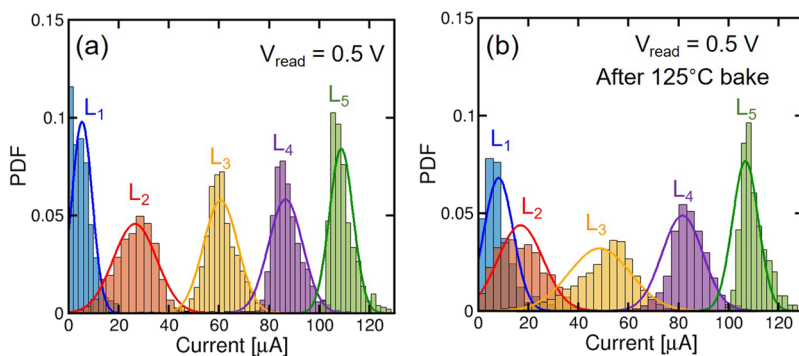 (a)
V_read = 0.5 V
L₁
L₂
L₃
L₄
L₅
0.15
0.1
0.05
0
PDF
0 20 40 60 80 100 120
Current [μA]
(b)
V_read = 0.5 V
After 125°C bake
L₁
L₂
L₃
L₄
L₅
0.15
0.1
0.05
0
PDF
0 20 40 60 80 100 120
Current [μA]